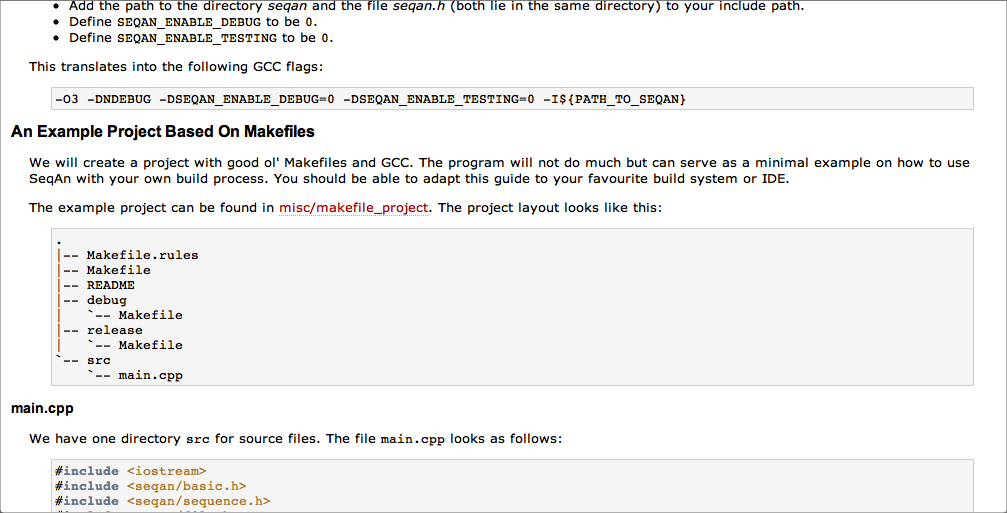 • Add the path to the directory seqan and the file seqan.h (both lie in the same directory) to your include path.
• Define SEQAN_ENABLE_DEBUG to be 0.
• Define SEQAN_ENABLE_TESTING to be 0.
This translates into the following GCC flags:
-O3 -DNDEBUG -DSEQAN_ENABLE_DEBUG=0 -DSEQAN_ENABLE_TESTING=0 -I${PATH_TO_SEQAN}
An Example Project Based On Makefiles
We will create a project with good ol' Makefiles and GCC. The program will not do much but can serve as a minimal example on how to use
SeqAn with your own build process. You should be able to adapt this guide to your favourite build system or IDE.
The example project can be found in misc/makefile_project. The project layout looks like this:
.
|-- Makefile.rules
|-- Makefile
|-- README
|-- debug
|   `-- Makefile
|-- release
|   `-- Makefile
`-- src
    `-- main.cpp
main.cpp
We have one directory src for source files. The file main.cpp looks as follows:
#include <iostream>
#include <seqan/basic.h>
#include <seqan/sequence.h>